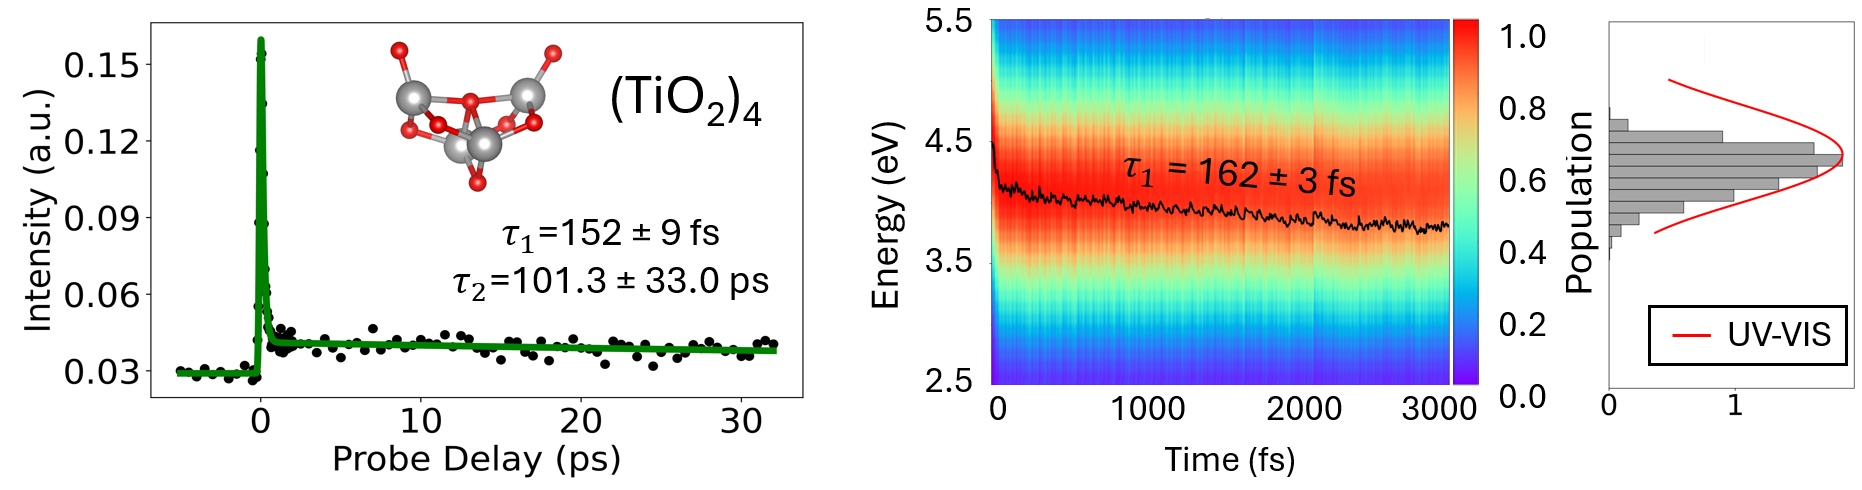 0.15
0.12
0.09
0.06
0.03
Intensity (a.u.)
(TiO₂)₄
τ₁=152 ± 9 fs
τ₂=101.3 ± 33.0 ps
0 10 20 30
Probe Delay (ps)
5.5
4.5
3.5
2.5
Energy (eV)
τ₁ = 162 ± 3 fs
0 1000 2000 3000
Time (fs)
1.0
0.8
0.6
0.4
0.2
0.0
Population
UV-VIS
0 1